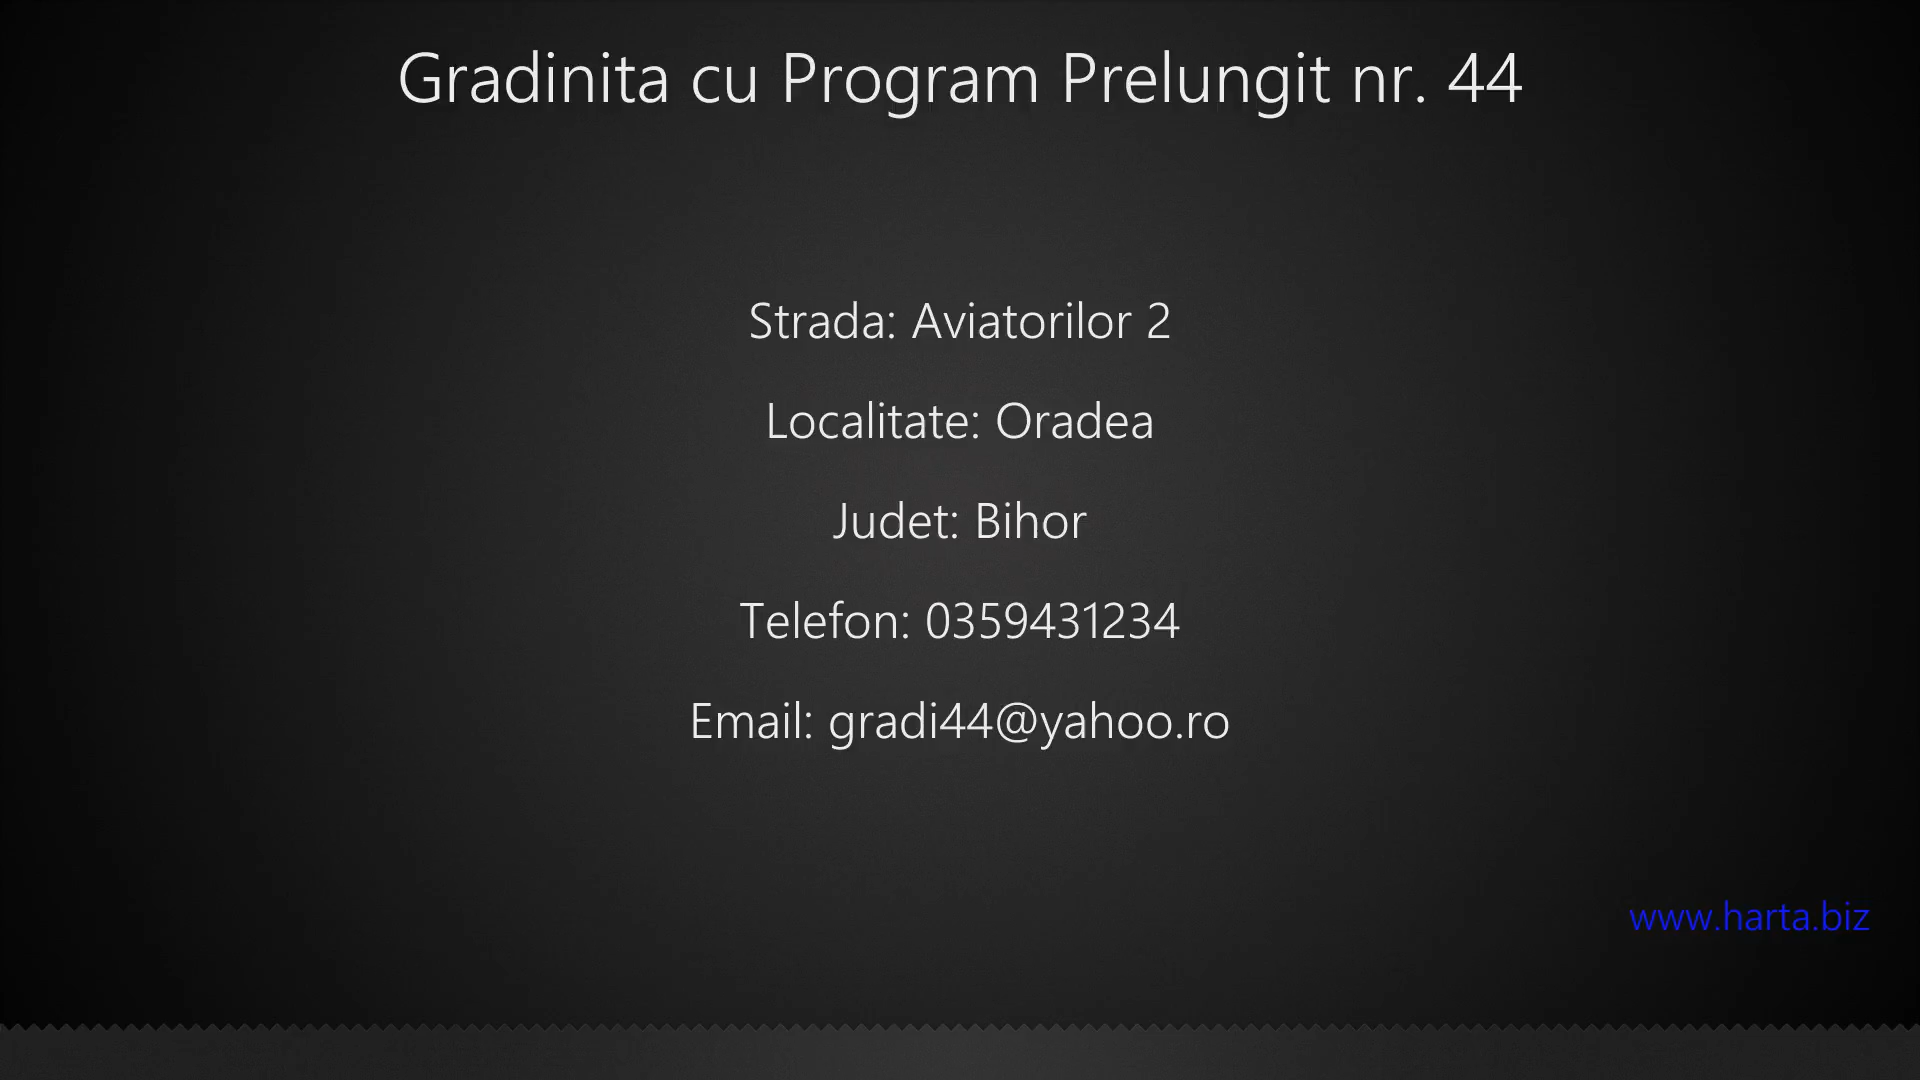 Gradinita cu Program Prelungit nr. 44
Strada: Aviatorilor 2
Localitate: Oradea
Judet: Bihor
Telefon: 0359431234
Email: gradi44@yahoo.ro
www.harta.biz